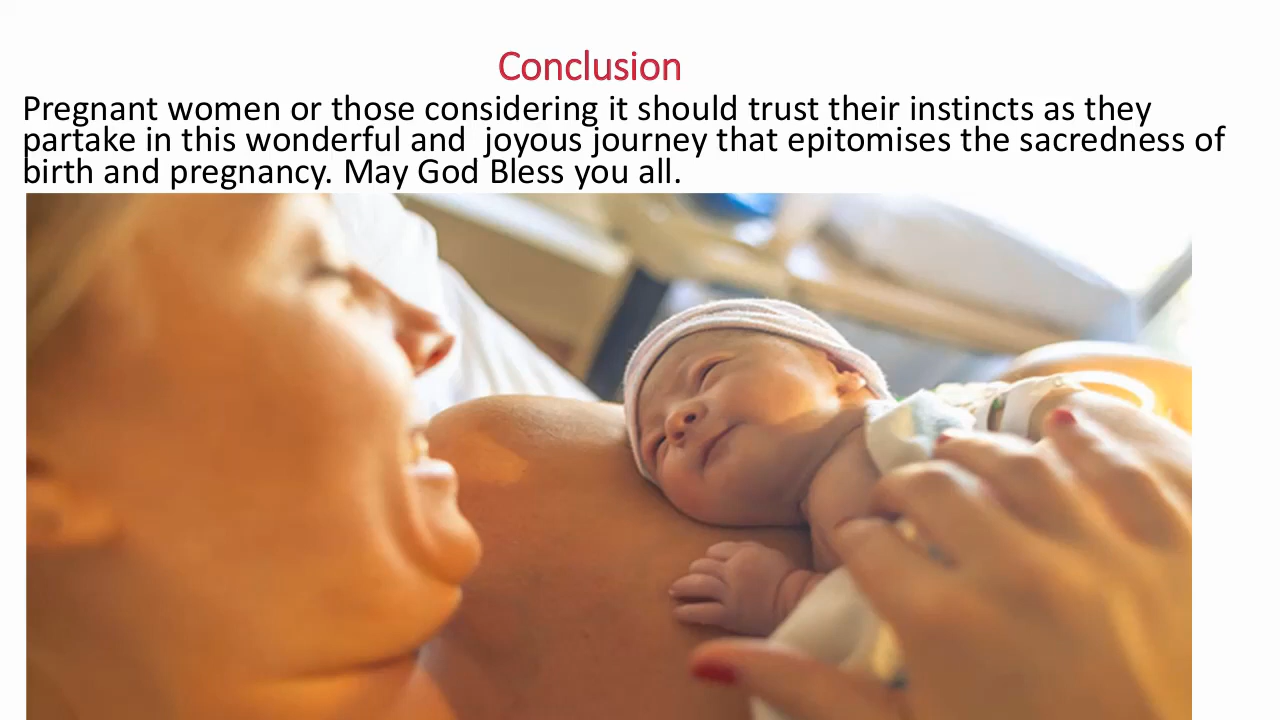 Conclusion
Pregnant women or those considering it should trust their instincts as they
partake in this wonderful and  joyous journey that epitomises the sacredness of
birth and pregnancy. May God Bless you all.